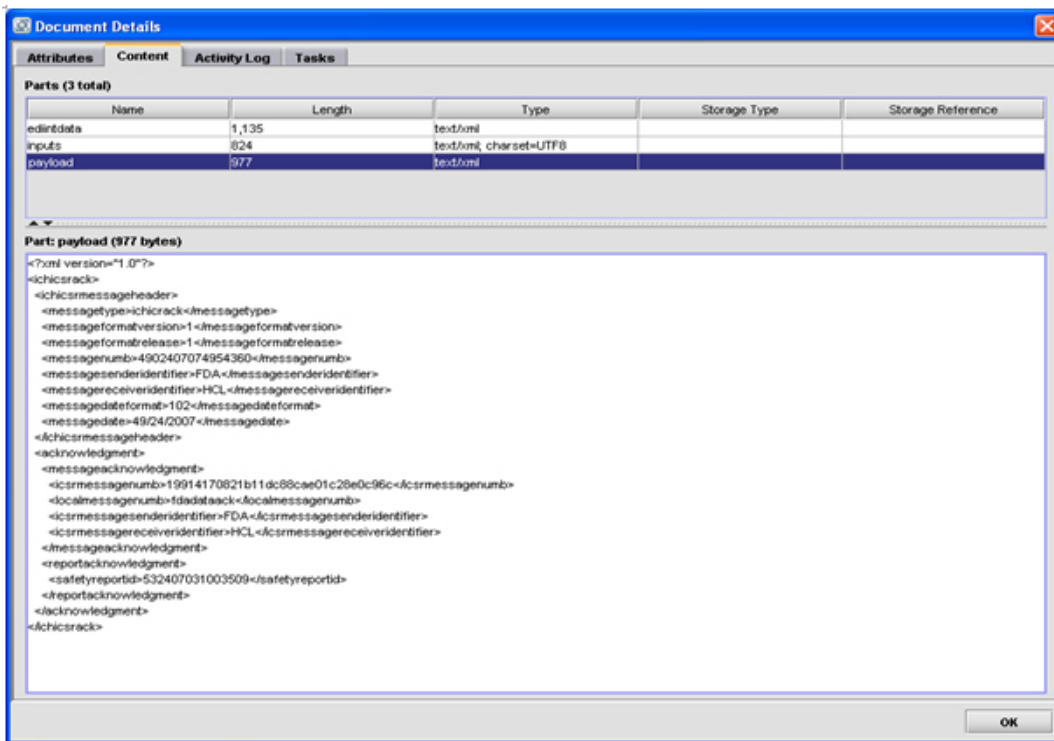 Document Details
Attributes Content Activity Log Tasks
Parts (3 total)
Name Length Type Storage Type Storage Reference
ediintdata 1,135 text/xml
inputs 824 text/xml; charset=UTF8
payload 977 text/xml
Part: payload (977 bytes)
<?xml version="1.0"?>
<ichicsrack>
<ichicsrmessageheader>
<messagetype>ichicrack</messagetype>
<messageformatversion>1</messageformatversion>
<messageformatrelease>1</messageformatrelease>
<messagenumb>4902407074954360</messagenumb>
<messagesenderidentifier>FDA</messagesenderidentifier>
<messagereceiveridentifier>HCL</messagereceiveridentifier>
<messagedateformat>102</messagedateformat>
<messagedate>49/24/2007</messagedate>
</ichicsrmessageheader>
<acknowledgment>
<messageacknowledgment>
<icsrmessagenumb>19914170821b11dc88cae01c28e0c96c</icsrmessagenumb>
<localmessagenumb>fdadataack</localmessagenumb>
<icsrmessagesenderidentifier>FDA</icsrmessagesenderidentifier>
<icsrmessagereceiveridentifier>HCL</icsrmessagereceiveridentifier>
</messageacknowledgment>
<reportacknowledgment>
<safetyreportid>532407031003509</safetyreportid>
</reportacknowledgment>
</acknowledgment>
</ichicsrack>
OK